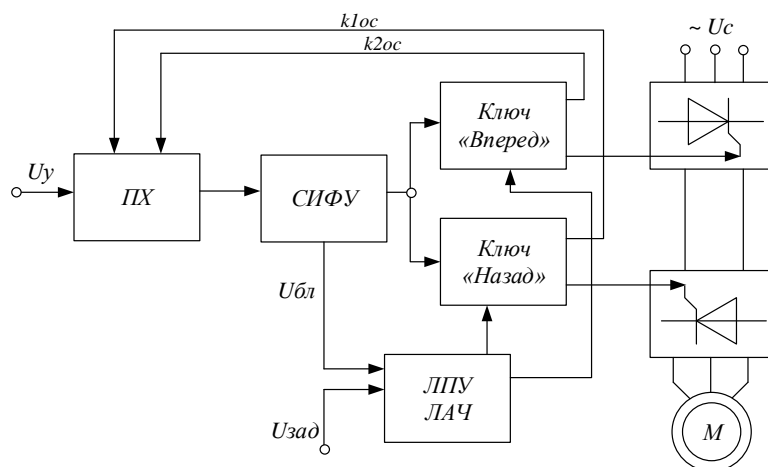 k1ос
~ Uc
k2ос
Ключ
«Вперед»
Uу
ПХ
СИФУ
Ключ
«Назад»
Uбл
ЛПУ
ЛАЧ
Uзад
М